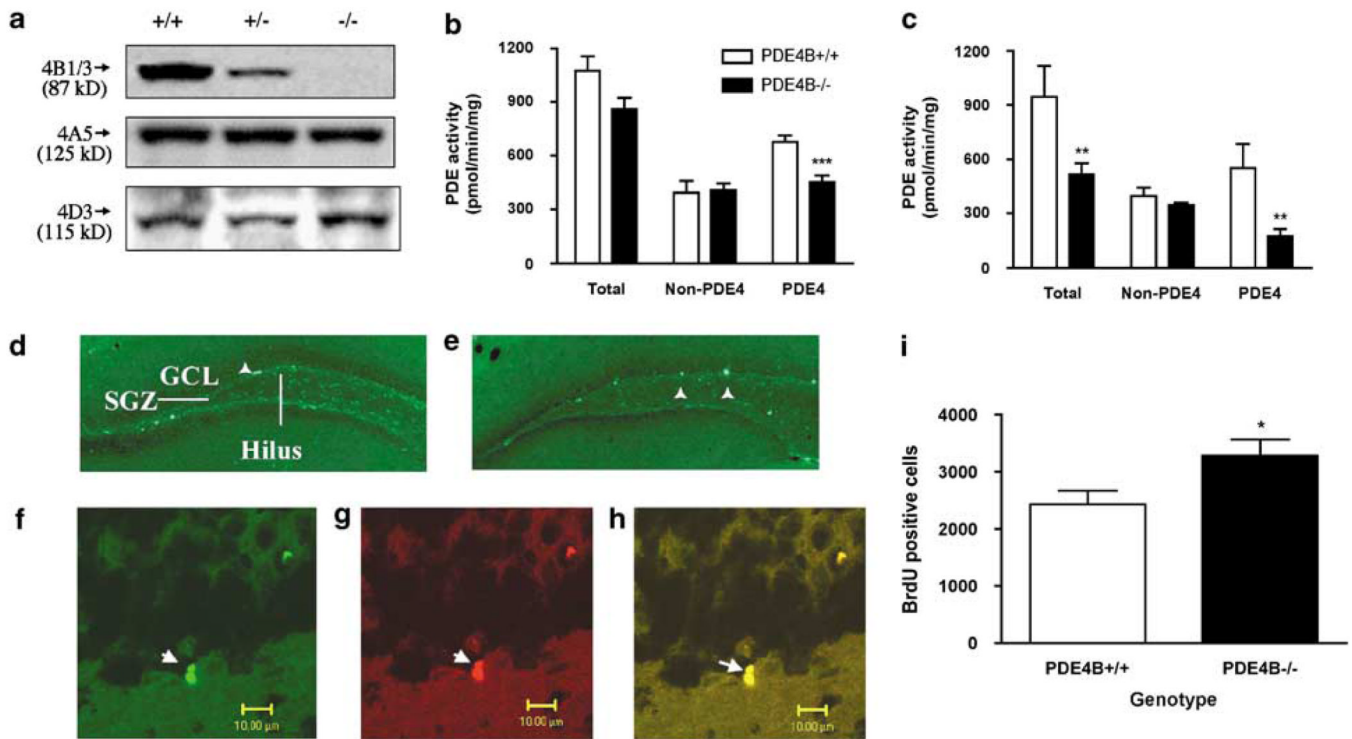 a
+/+ +/- -/-
4B1/3→
(87 kD)
4A5→
(125 kD)
4D3→
(115 kD)
b
PDE activity
(pmol/min/mg)
1200
900
600
300
0
PDE4B+/+
PDE4B-/-
***
Total Non-PDE4 PDE4
c
PDE activity
(pmol/min/mg)
1200
900
600
300
0
**
**
Total Non-PDE4 PDE4
d
GCL
SGZ
Hilus
e
f
10.00 µm
g
10.00 µm
h
10.00 µm
i
BrdU positive cells
4000
3000
2000
1000
0
*
PDE4B+/+ PDE4B-/-
Genotype